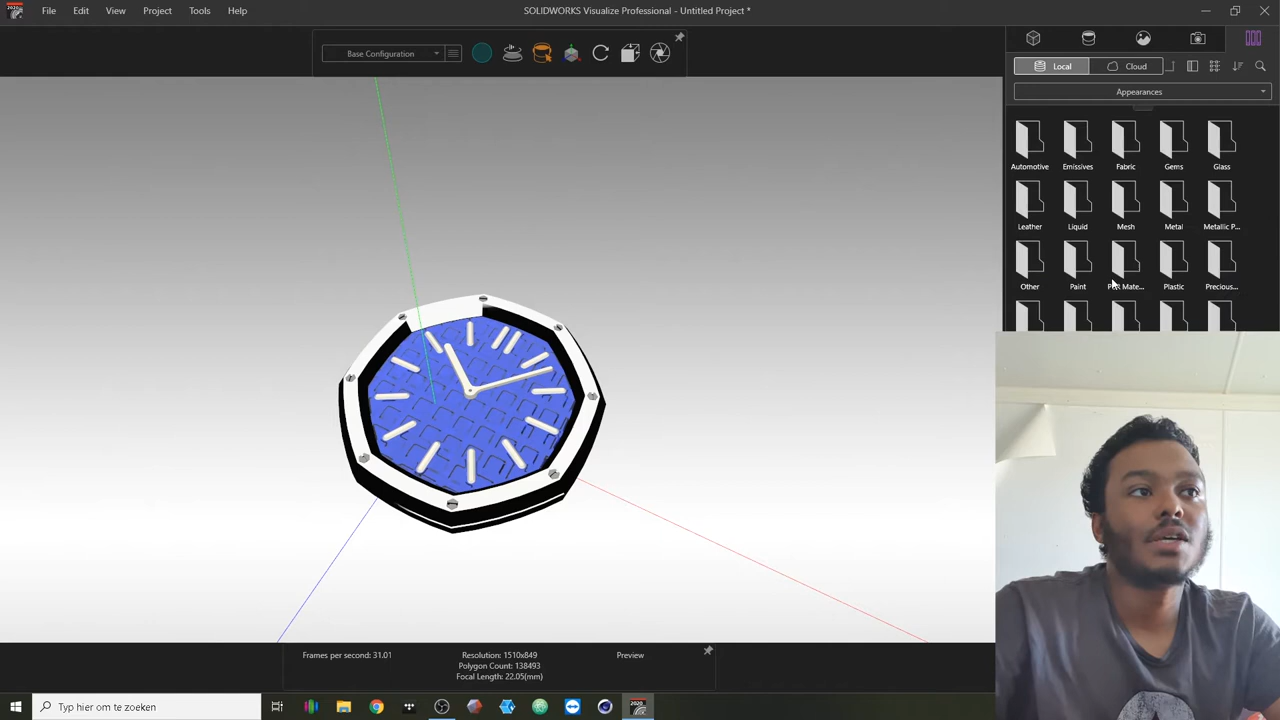 File Edit View Project Tools Help
SOLIDWORKS Visualize Professional - Untitled Project *
2020
Base Configuration
Local Cloud
Appearances
Automotive Emissives Fabric Gems Glass
Leather Liquid Mesh Metal Metallic P...
Other Paint Plastic Precious...
Frames per second: 31.01
Resolution: 1510x849
Polygon Count: 138493
Focal Length: 22.05(mm)
Preview
Typ hier om te zoeken
2020